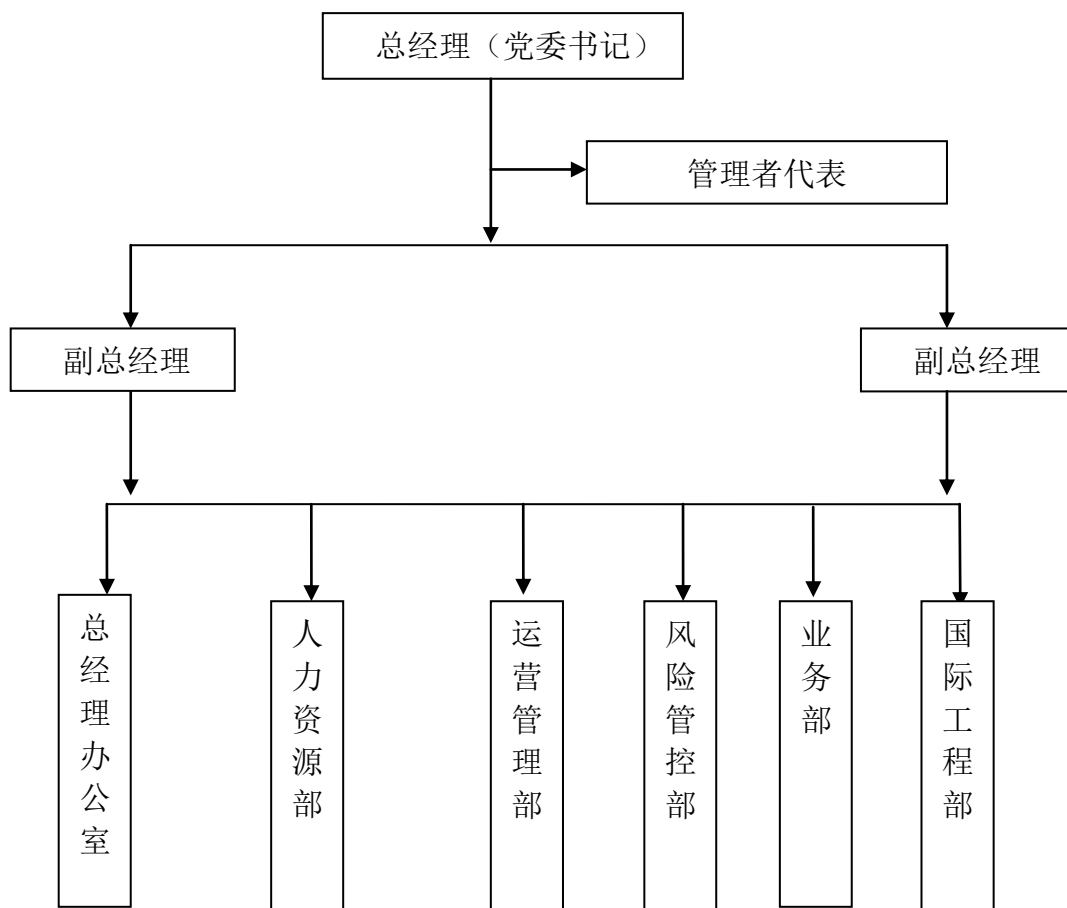 总经理（党委书记）
管理者代表
副总经理
副总经理
总经理办公室
人力资源部
运营管理部
风险管控部
业务部
国际工程部